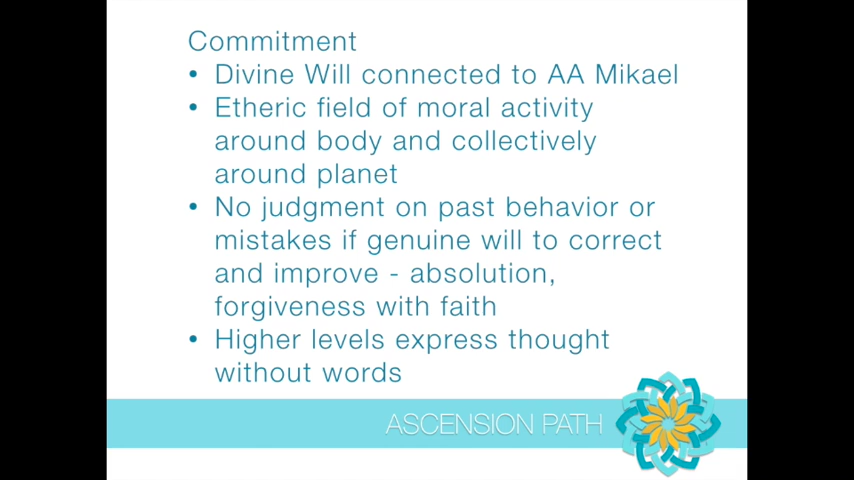 Commitment
• Divine Will connected to AA Mikael
• Etheric field of moral activity
around body and collectively
around planet
• No judgment on past behavior or
mistakes if genuine will to correct
and improve - absolution,
forgiveness with faith
• Higher levels express thought
without words
ASCENSION PATH